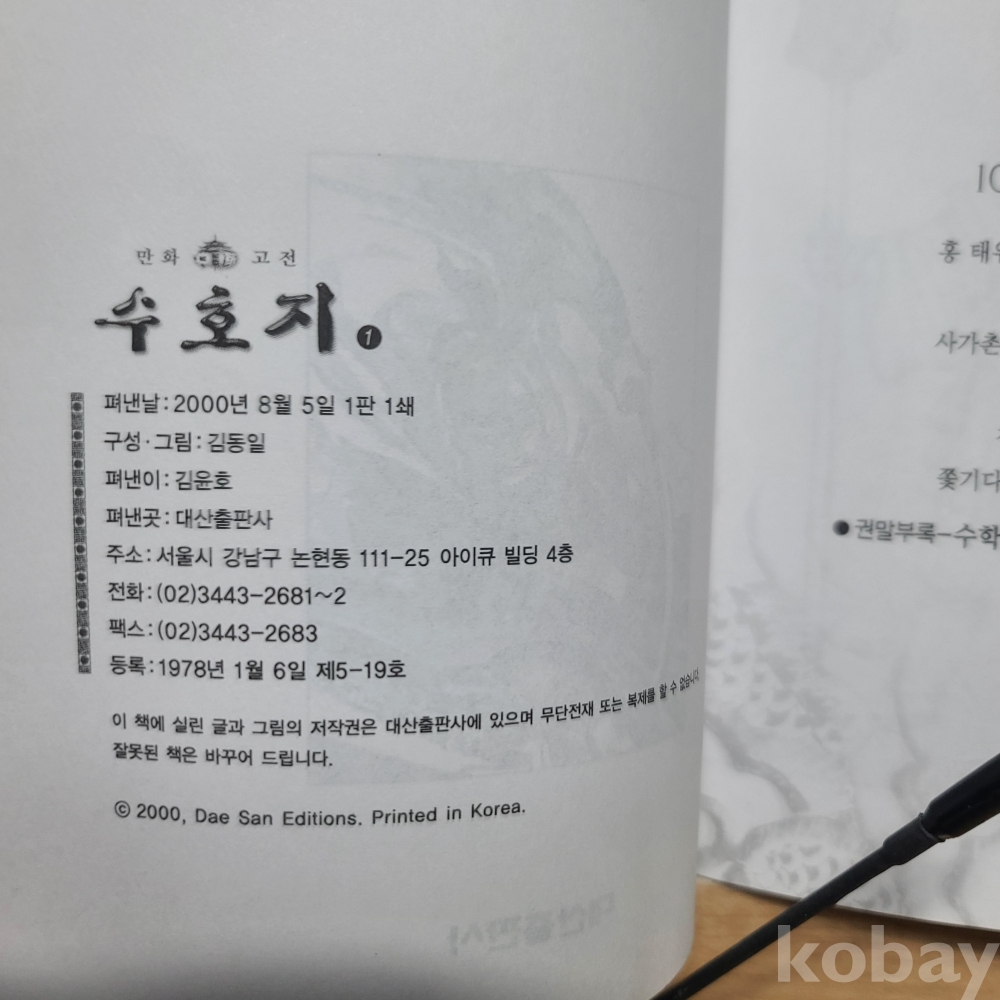 만화 고전
수호지 1
펴낸날:2000년 8월 5일 1판 1쇄
구성·그림:김동일
펴낸이:김윤호
펴낸곳:대산출판사
주소:서울시 강남구 논현동 111-25 아이큐 빌딩 4층
전화:(02)3443-2681~2
팩스:(02)3443-2683
등록:1978년 1월 6일 제5-19호
이 책에 실린 글과 그림의 저작권은 대산출판사에 있으며 무단전재 또는 복제를 할 수 없습니다.
잘못된 책은 바꾸어 드립니다.
© 2000, Dae San Editions. Printed in Korea.
10
홍 태위
사가촌
쫓기다
●권말부록-수학
kobay